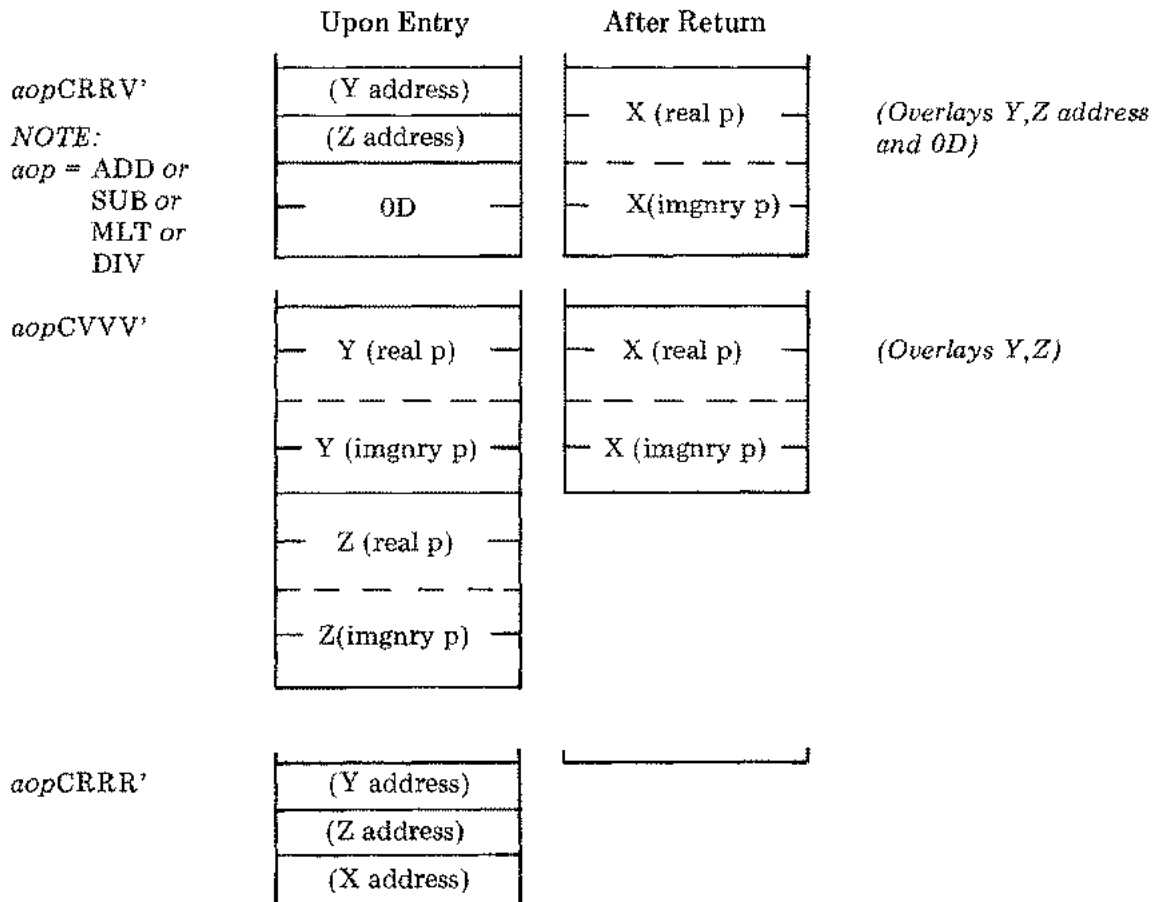 Upon Entry After Return
aopCRRV'
NOTE:
aop = ADD or
SUB or
MLT or
DIV
(Y address)
(Z address)
0D
X (real p)
X(imgnry p)
(Overlays Y,Z address
and 0D)
aopCVVV'
Y (real p)
Y (imgnry p)
Z (real p)
Z(imgnry p)
X (real p)
X (imgnry p)
(Overlays Y,Z)
aopCRRR'
(Y address)
(Z address)
(X address)